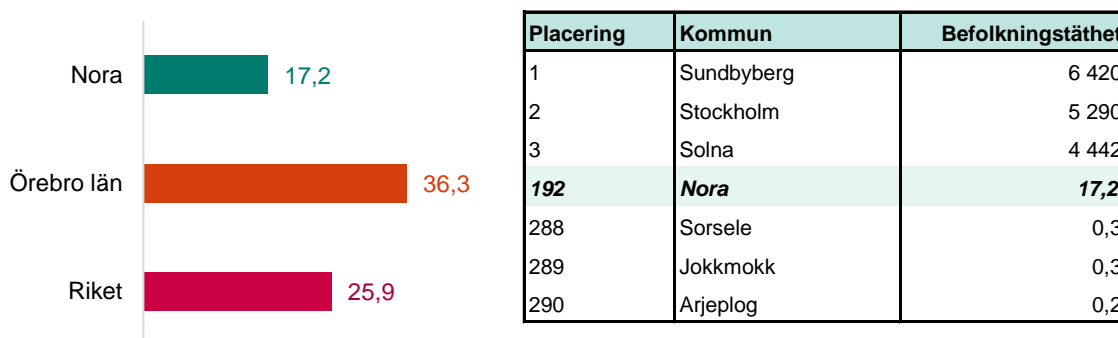 Nora 17,2
Örebro län 36,3
Riket 25,9
Placering Kommun Befolkningstäthet
1 Sundbyberg 6 420
2 Stockholm 5 290
3 Solna 4 442
192 Nora 17,2
288 Sorsele 0,3
289 Jokkmokk 0,3
290 Arjeplog 0,2